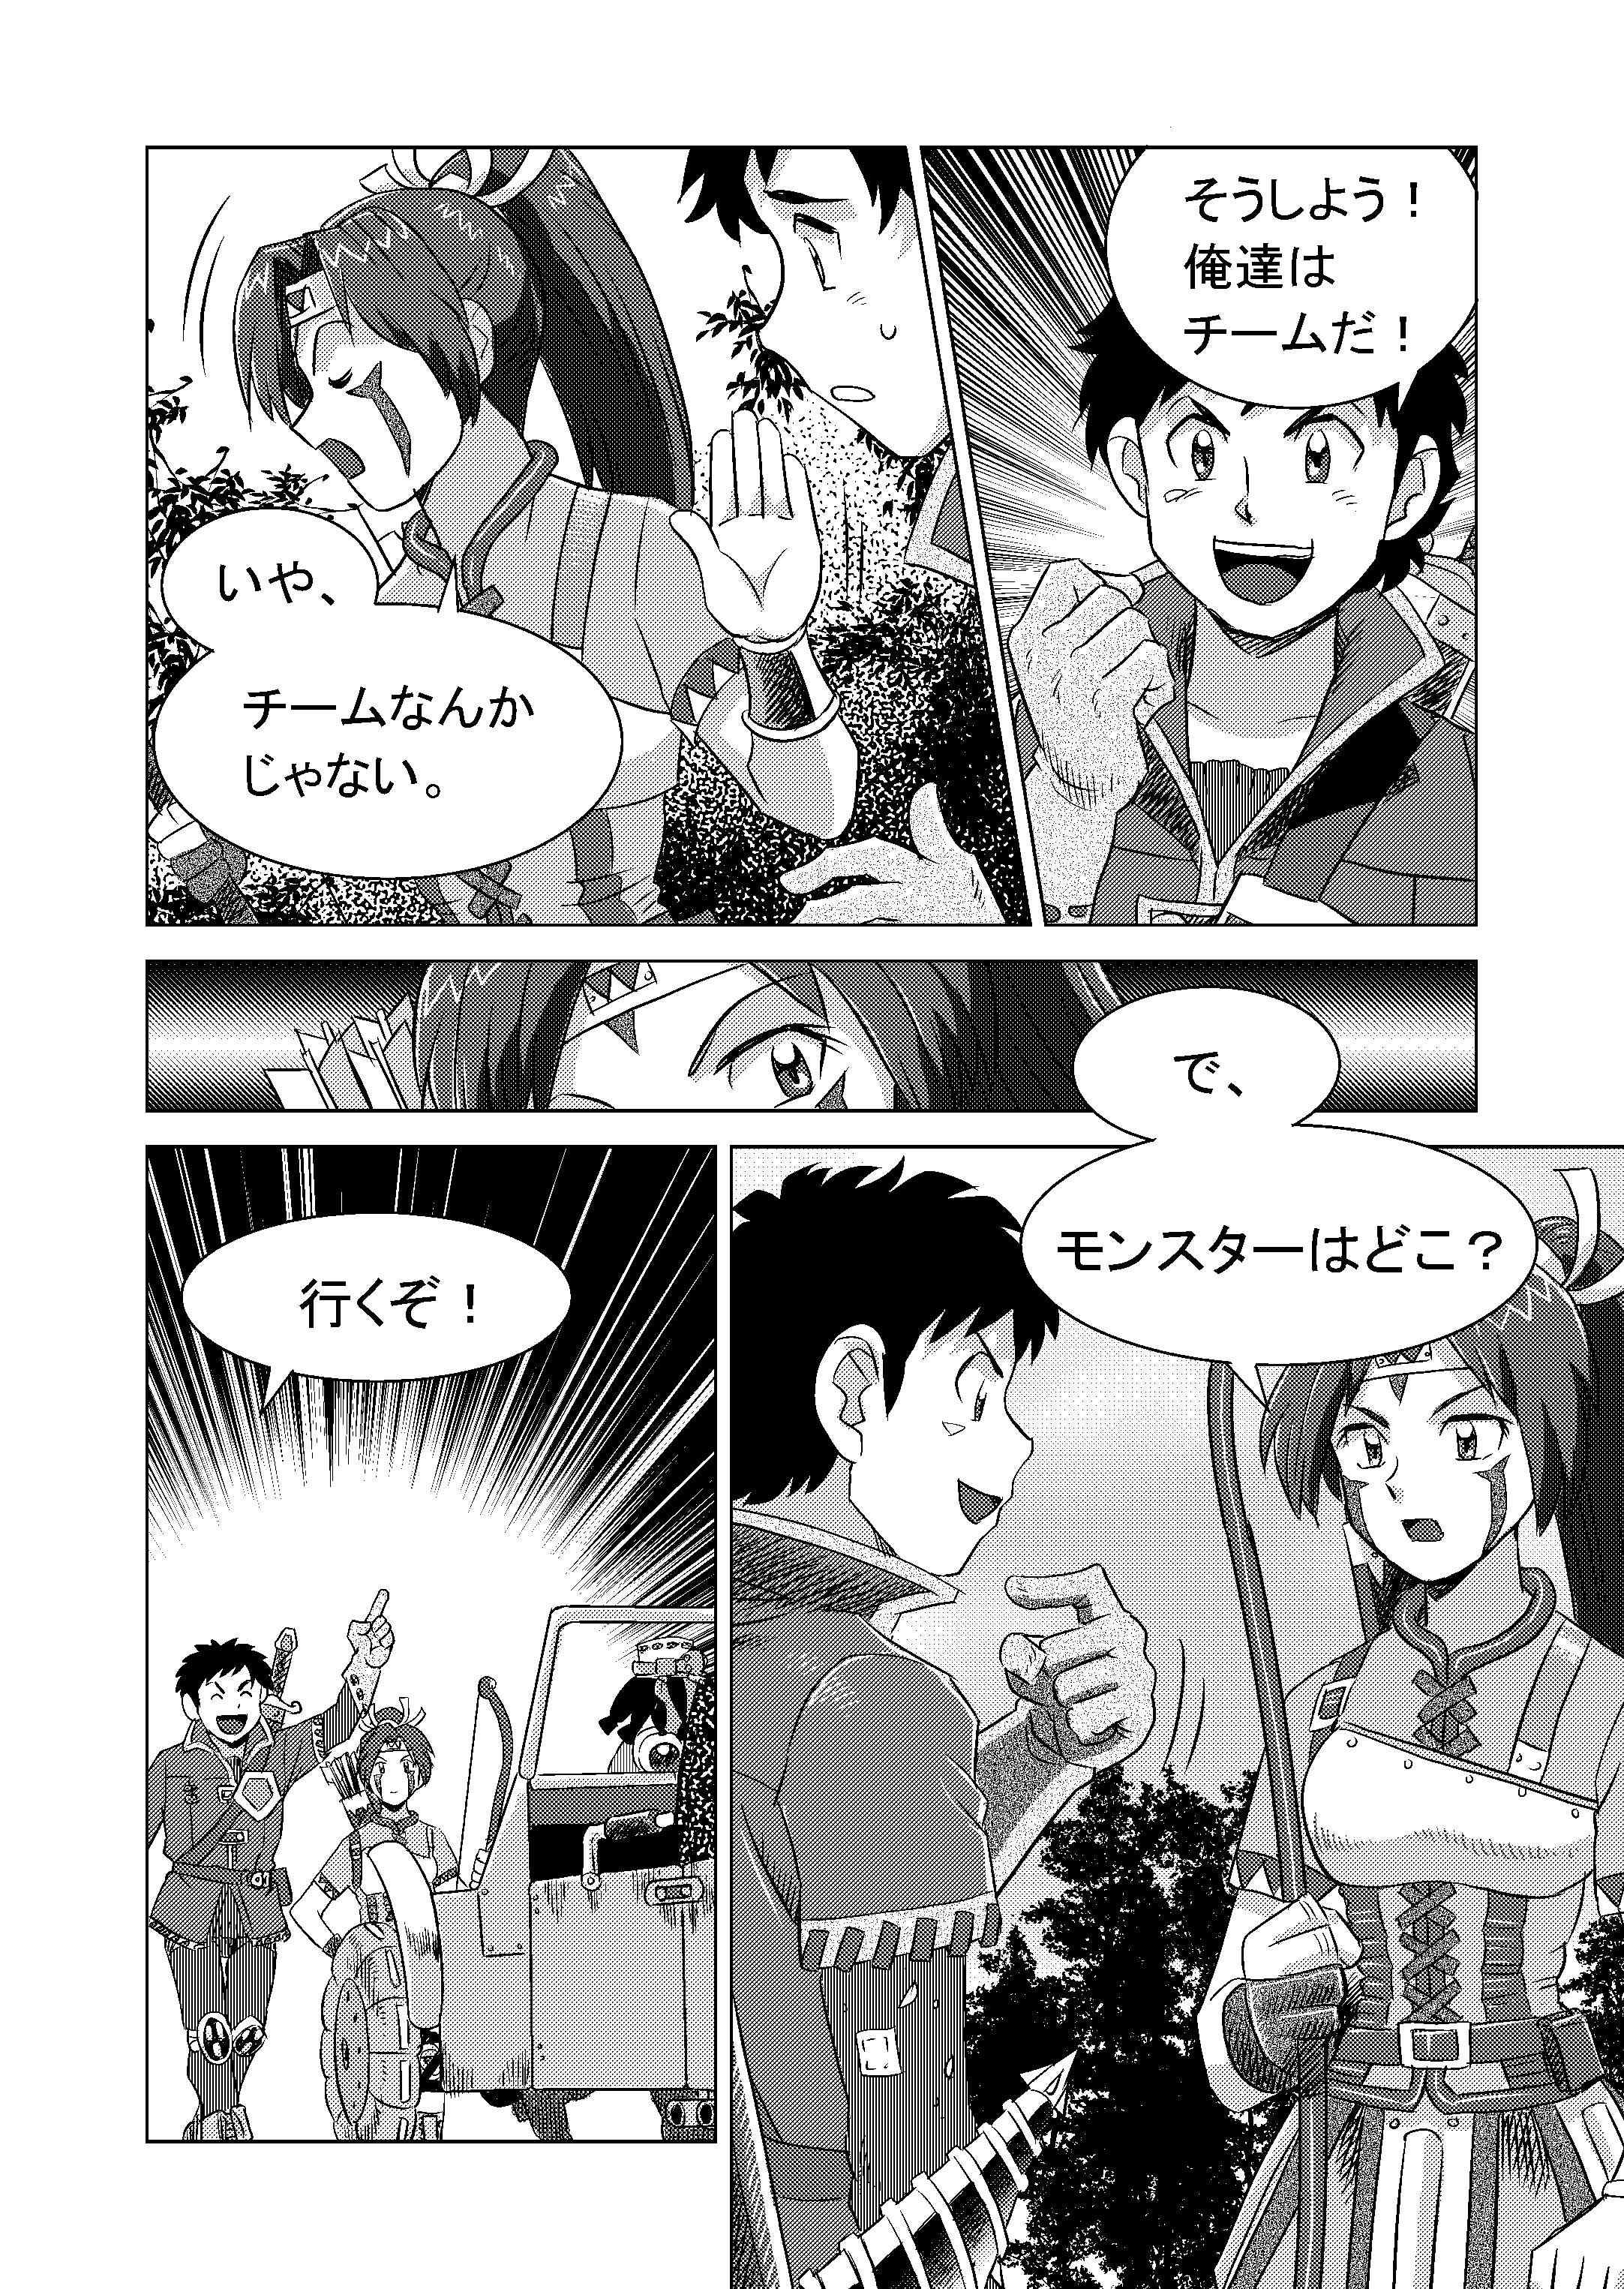 そうしよう！
俺達は
チームだ！
いや、
チームなんか
じゃない。
で、
モンスターはどこ？
行くぞ！